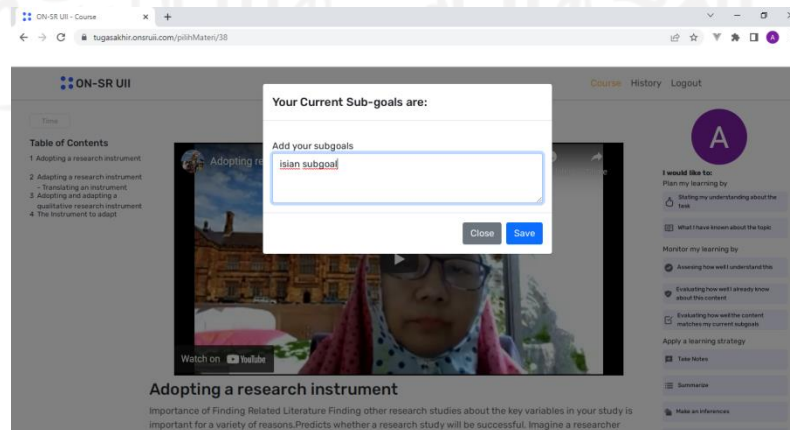 ON-SR UII - Course
tugasakhir.onsruii.com/pilihMateri/38
A
ON-SR UII
Course History Logout
Time
Table of Contents
1 Adopting a research instrument
2 Adapting a research instrument
- Translating an instrument
3 Adopting and adapting a
qualitative research instrument
4 The Instrument to adapt
Your Current Sub-goals are:
Add your subgoals
isian subgoal
Close Save
Adopting re
Watch on YouTube
Adopting a research instrument
Importance of Finding Related Literature Finding other research studies about the key variables in your study is
important for a variety of reasons.Predicts whether a research study will be successful. Imagine a researcher
A
I would like to:
Plan my learning by
Stating my understanding about the
task
What I have known about the topic
Monitor my learning by
Assesing how well I understand this
Evaluating how well I already know
about this content
Evaluating how well the content
matches my current subgoals
Apply a learning strategy
Take Notes
Summarize
Make an inferences